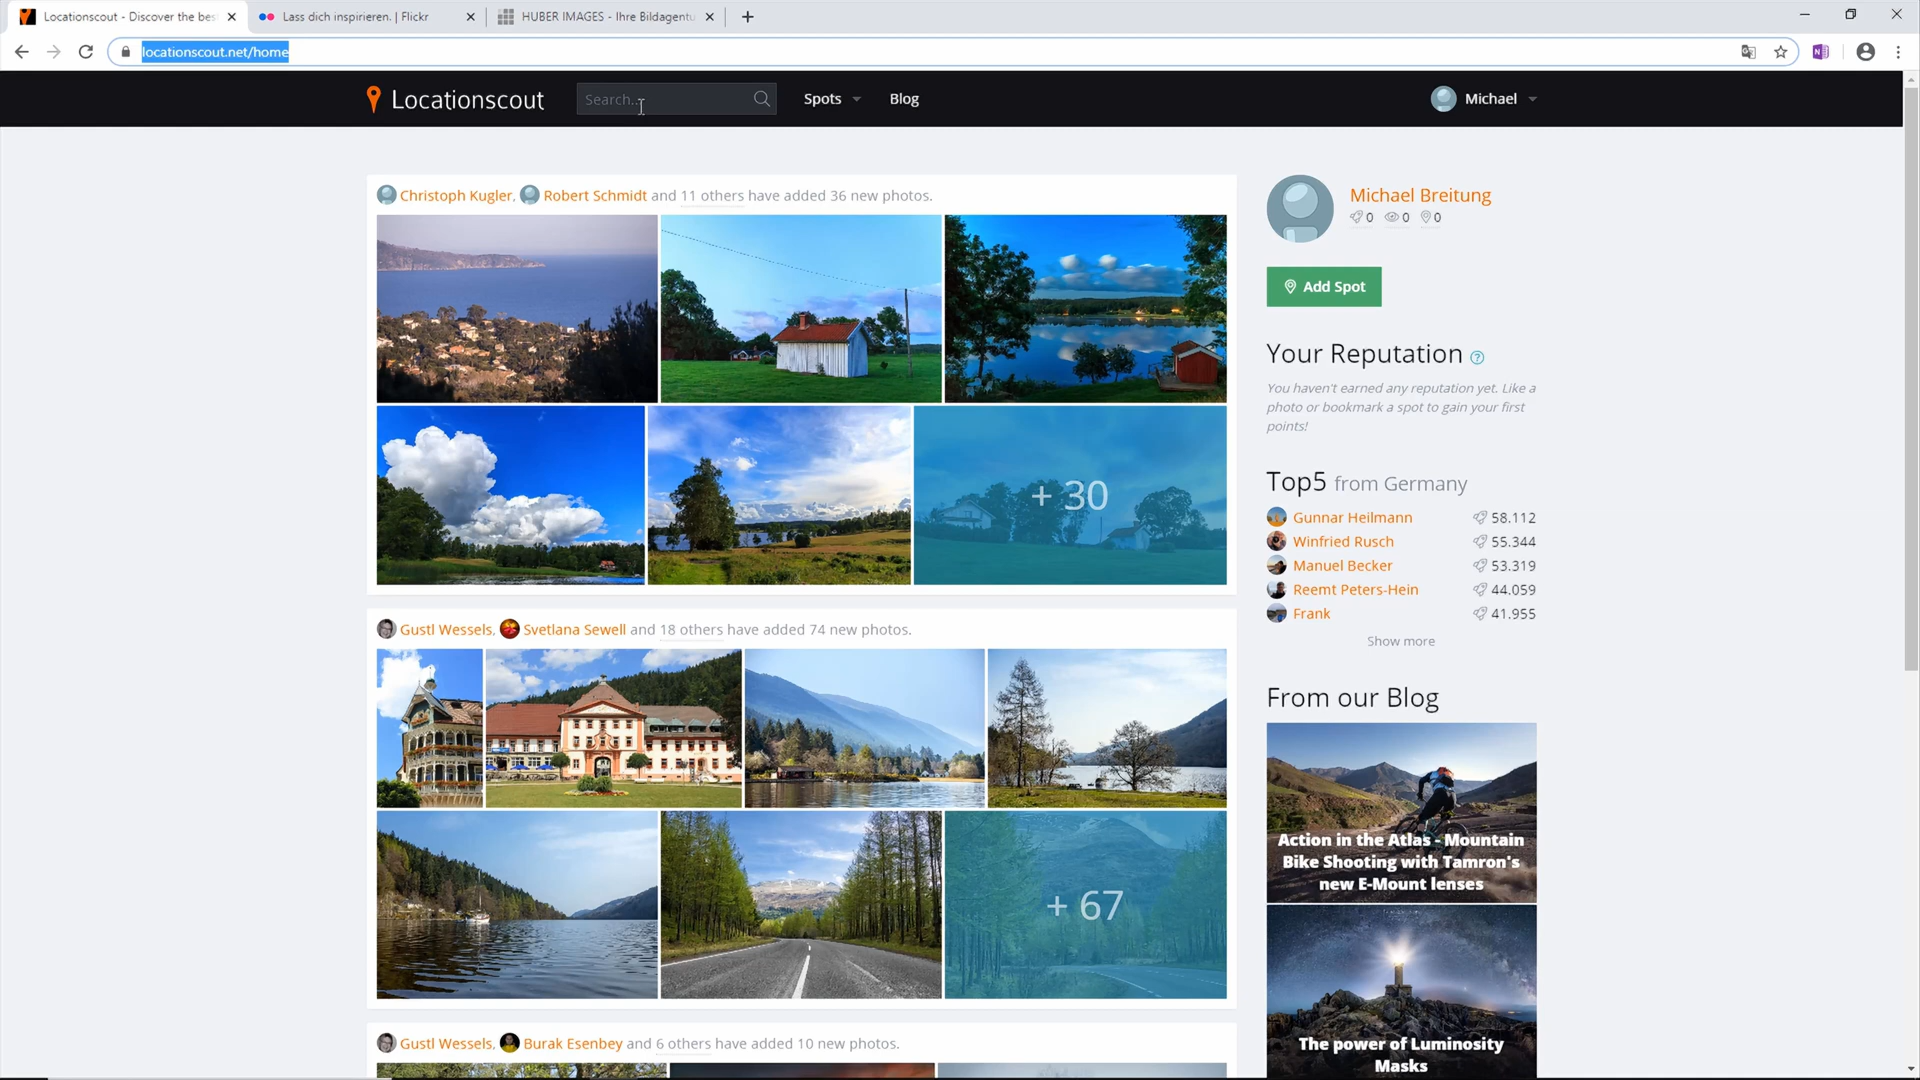 Locationscout - Discover the bes
Lass dich inspirieren. | Flickr
HUBER IMAGES - Ihre Bildagentu
locationscout.net/home
Locationscout
Search...
Spots
Blog
Michael
Christoph Kugler, Robert Schmidt and 11 others have added 36 new photos.
+ 30
Gustl Wessels, Svetlana Sewell and 18 others have added 74 new photos.
+ 67
Gustl Wessels, Burak Esenbey and 6 others have added 10 new photos.
Michael Breitung
0 0 0
Add Spot
Your Reputation ?
You haven't earned any reputation yet. Like a
photo or bookmark a spot to gain your first
points!
Top5 from Germany
Gunnar Heilmann 58.112
Winfried Rusch 55.344
Manuel Becker 53.319
Reemt Peters-Hein 44.059
Frank 41.955
Show more
From our Blog
Action in the Atlas - Mountain
Bike Shooting with Tamron's
new E-Mount lenses
The power of Luminosity
Masks